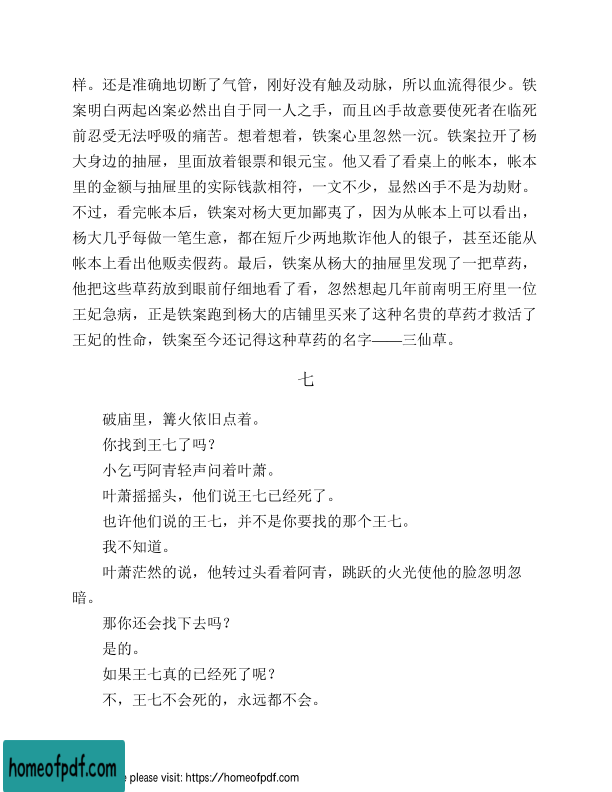 样。还是准确地切断了气管，刚好没有触及动脉，所以血流得很少。铁
案明白两起凶案必然出自于同一人之手，而且凶手故意要使死者在临死
前忍受无法呼吸的痛苦。想着想着，铁案心里忽然一沉。铁案拉开了杨
大身边的抽屉，里面放着银票和银元宝。他又看了看桌上的帐本，帐本
里的金额与抽屉里的实际钱款相符，一文不少，显然凶手不是为劫财。
不过，看完帐本后，铁案对杨大更加鄙夷了，因为从帐本上可以看出，
杨大几乎每做一笔生意，都在短斤少两地欺诈他人的银子，甚至还能从
帐本上看出他贩卖假药。最后，铁案从杨大的抽屉里发现了一把草药，
他把这些草药放到眼前仔细地看了看，忽然想起几年前南明王府里一位
王妃急病，正是铁案跑到杨大的店铺里买来了这种名贵的草药才救活了
王妃的性命，铁案至今还记得这种草药的名字——三仙草。
七
破庙里，篝火依旧点着。
你找到王七了吗？
小乞丐阿青轻声问着叶萧。
叶萧摇摇头，他们说王七已经死了。
也许他们说的王七，并不是你要找的那个王七。
我不知道。
叶萧茫然的说，他转过头看着阿青，跳跃的火光使他的脸忽明忽
暗。
那你还会找下去吗？
是的。
如果王七真的已经死了呢？
不，王七不会死的，永远都不会。
homeofpdf.com
e please visit: https://homeofpdf.com